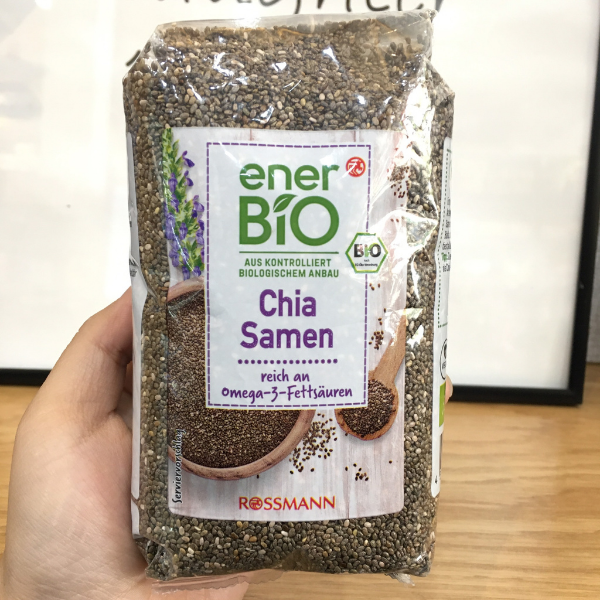 ener
BiO
AUS KONTROLLIERT
BIOLOGISCHEM ANBAU
BIO
Chia
Samen
reich an
Omega-3-Fettsäuren
Serviervorschlag
ROSSMANN